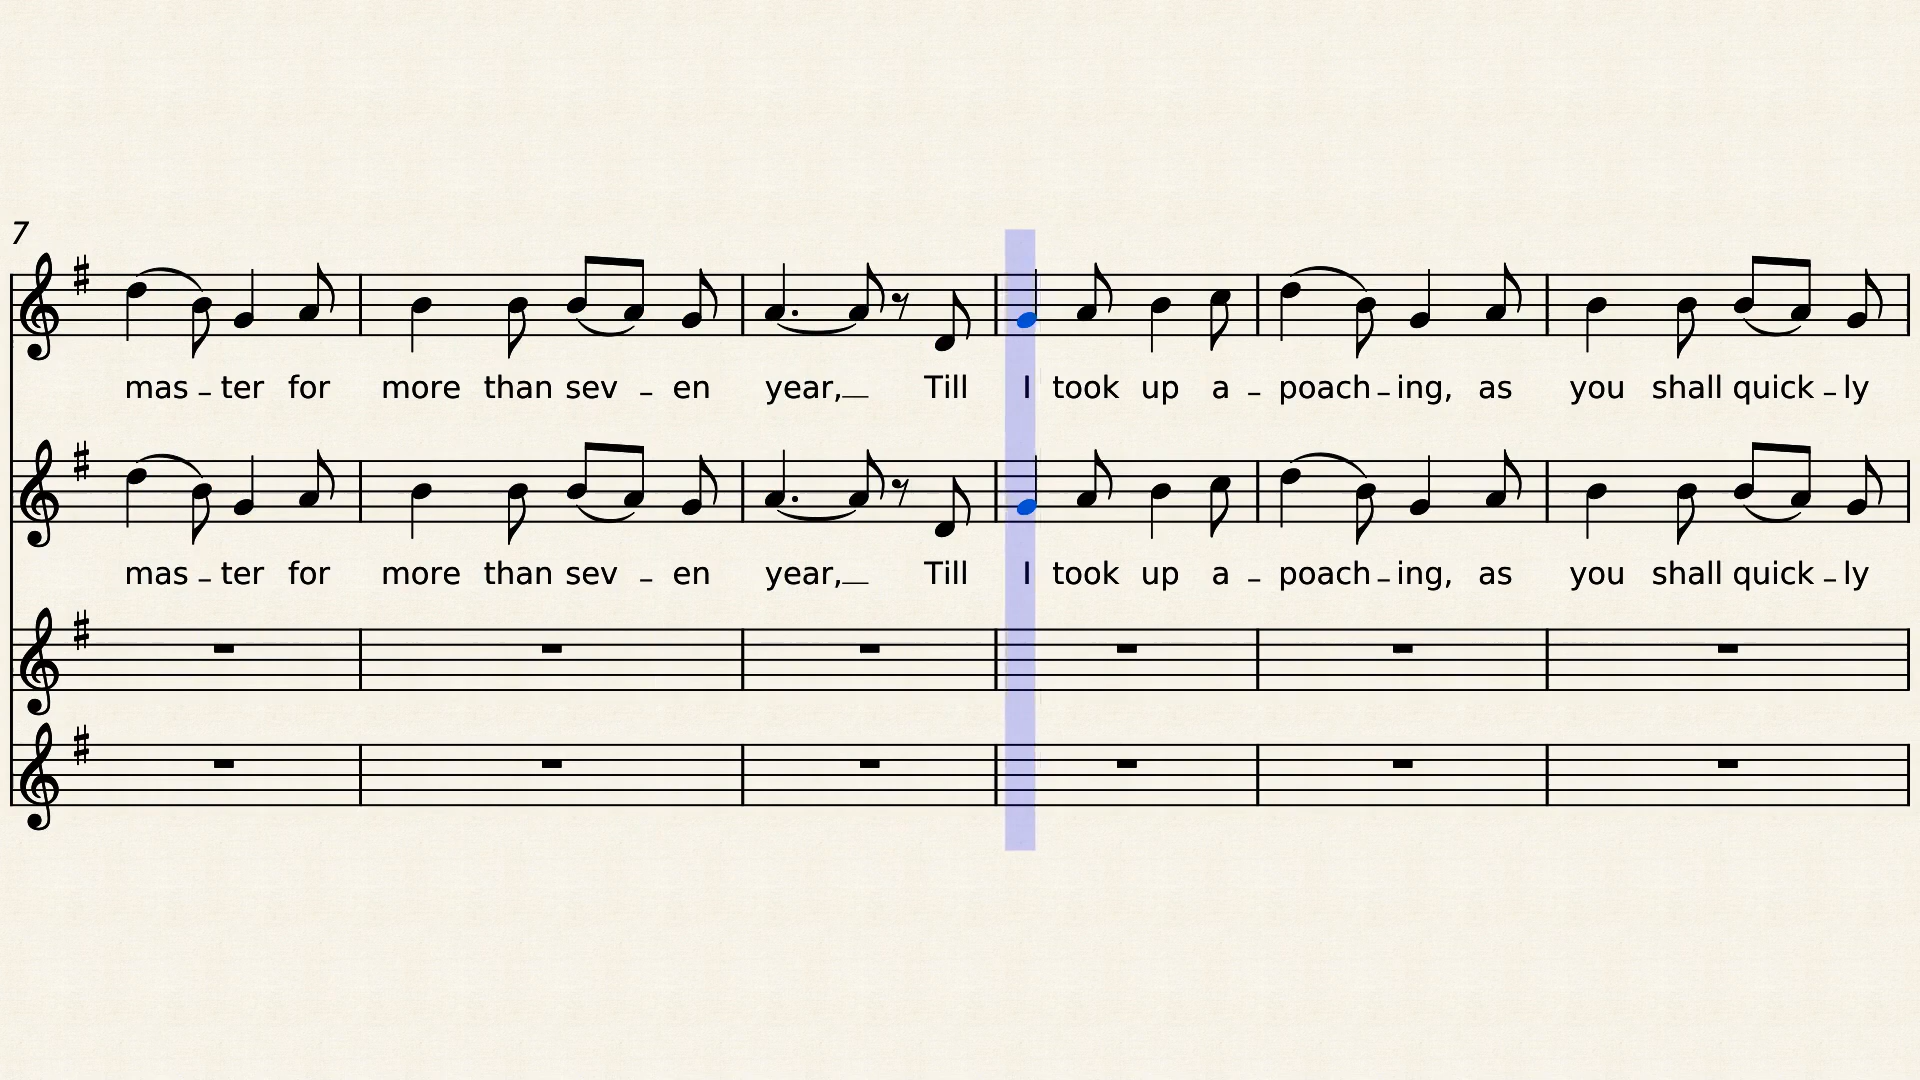 7
mas – ter for more than sev – en year,__ Till I took up a – poach – ing, as you shall quick – ly
mas – ter for more than sev – en year,__ Till I took up a – poach – ing, as you shall quick – ly